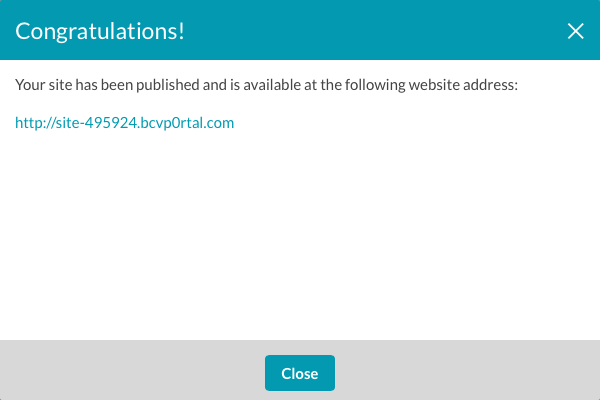 Congratulations!
Your site has been published and is available at the following website address:
http://site-495924.bcvp0rtal.com
Close